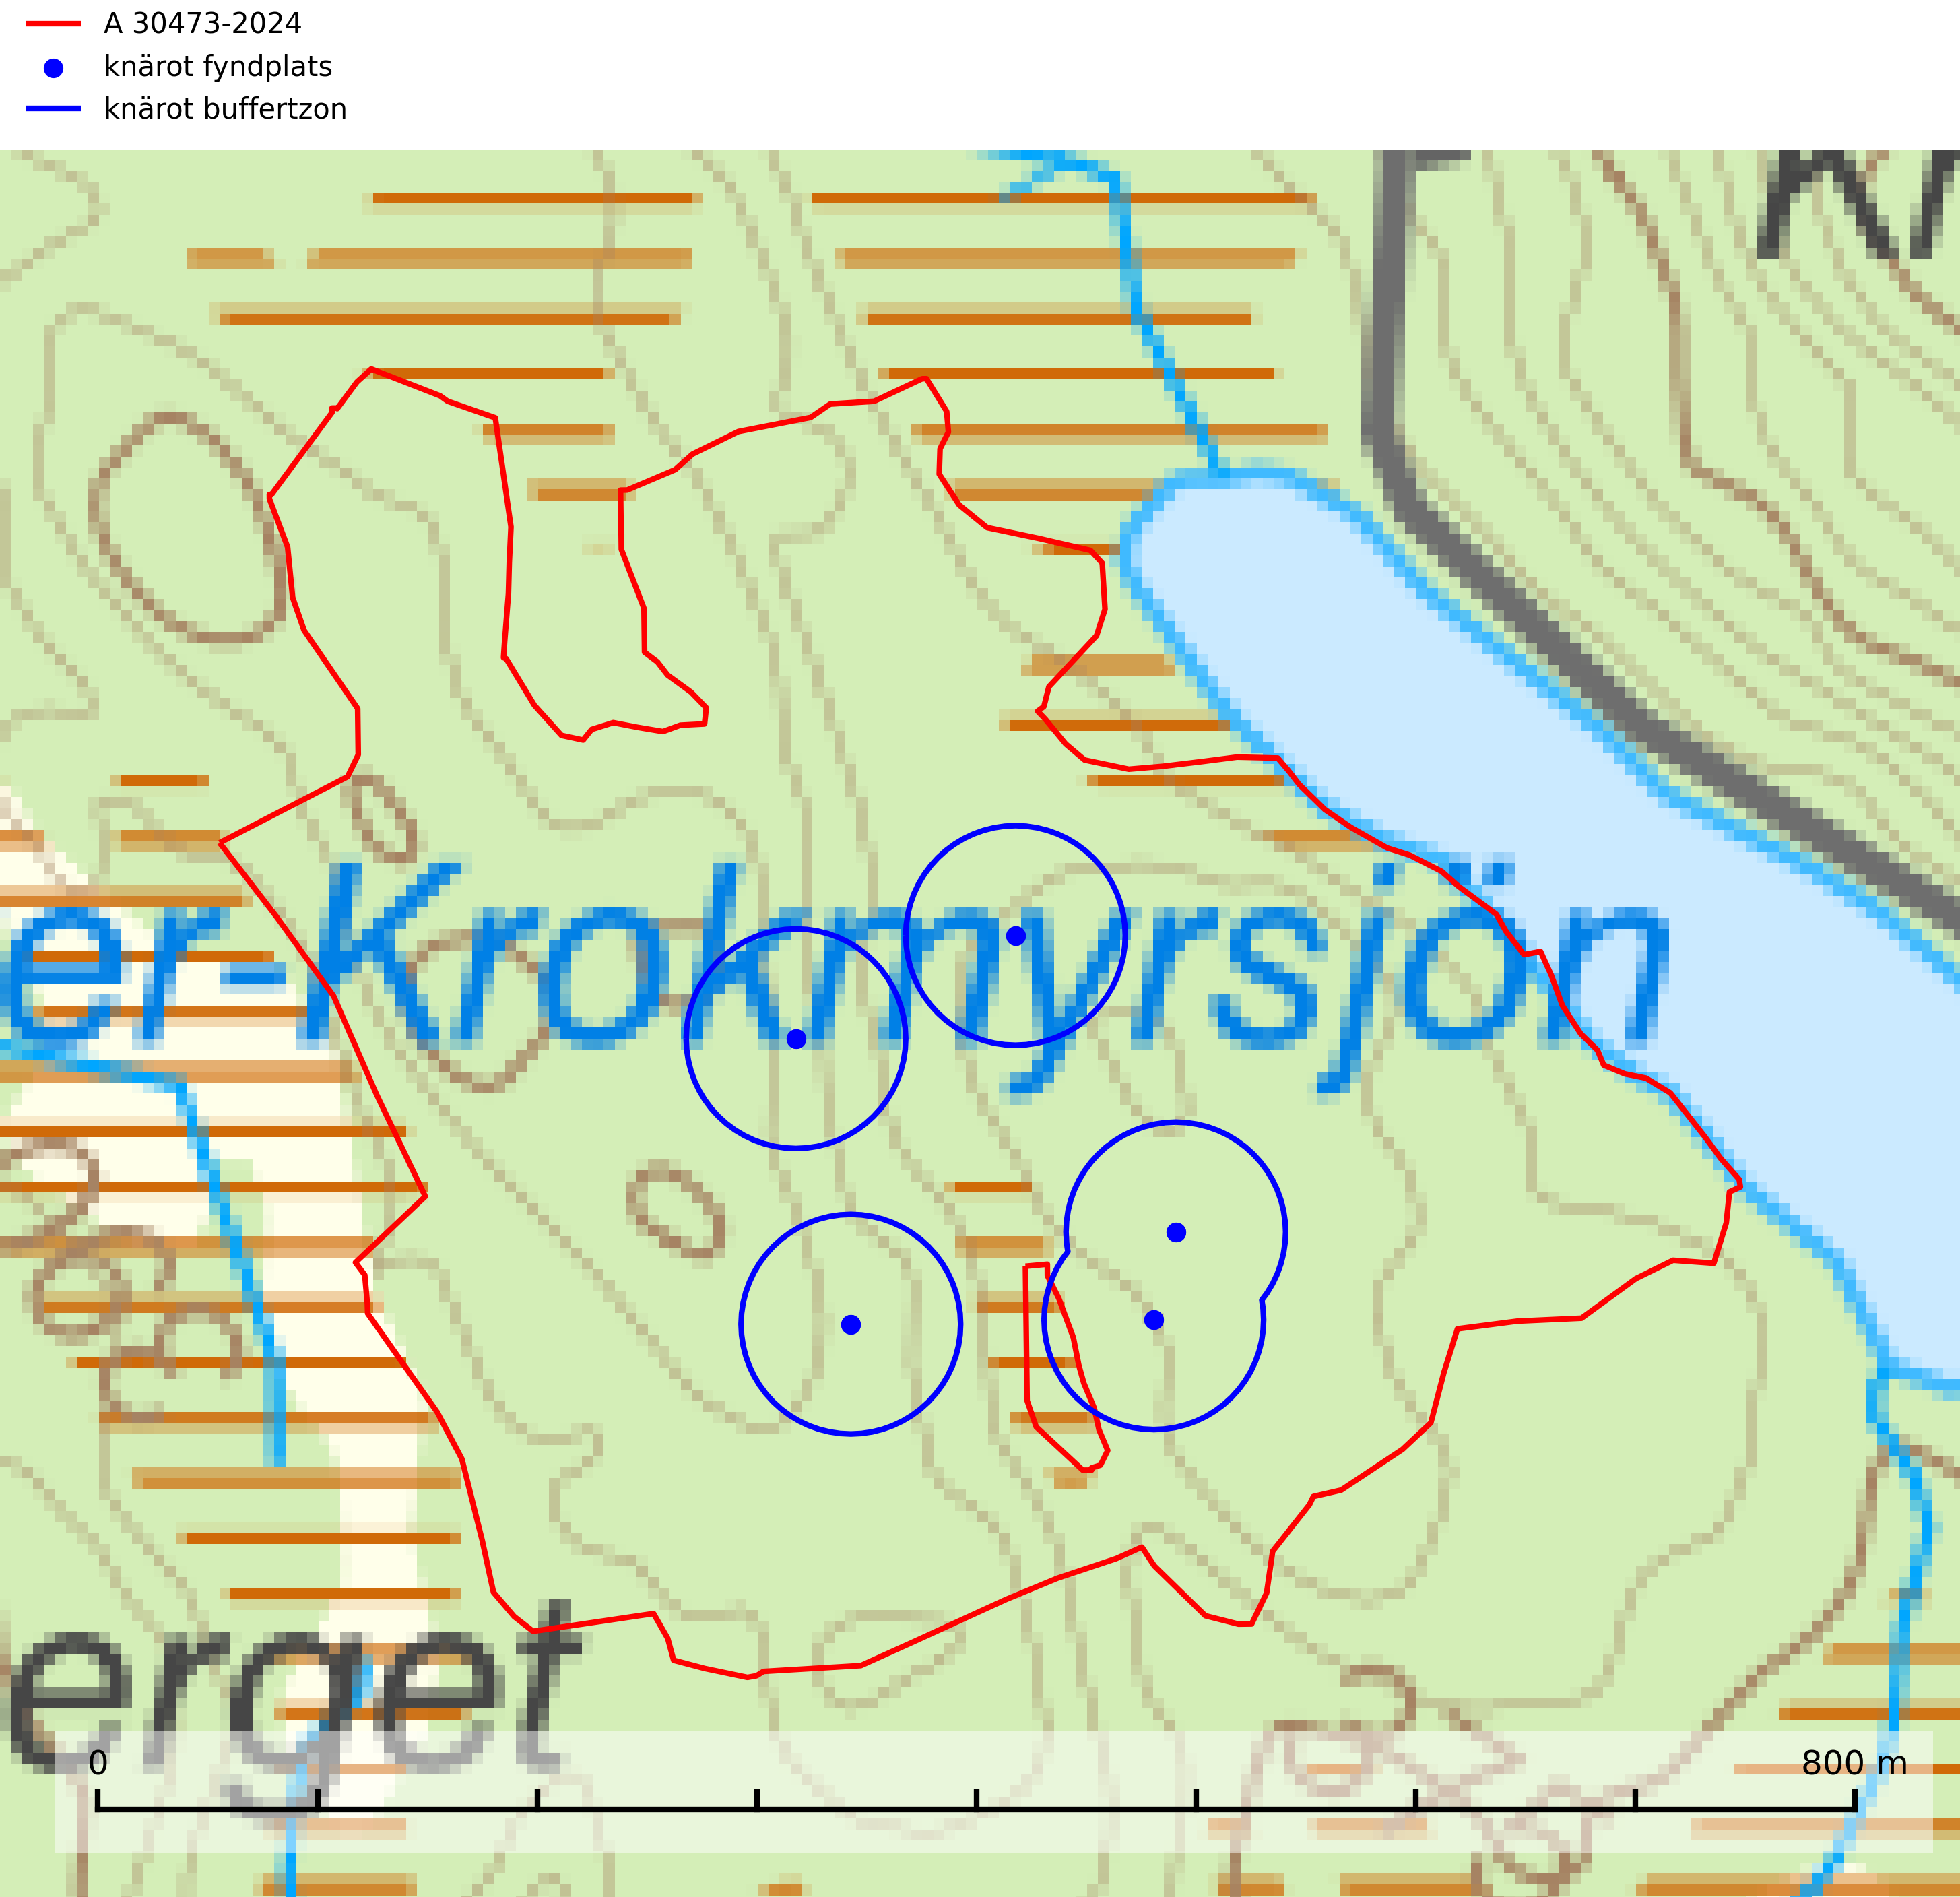 A 30473-2024
knärot fyndplats
knärot buffertzon
er-Krokmyrsjön
erget
0
800 m